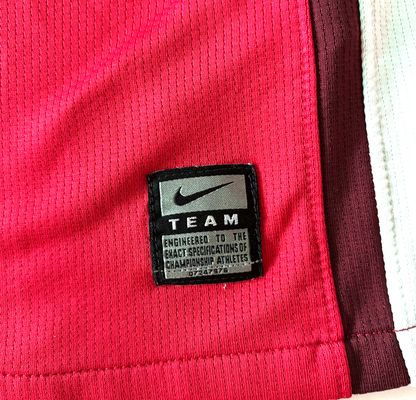 TEAM
ENGINEERED TO THE
EXACT SPECIFICATIONS OF
CHAMPIONSHIP ATHLETES